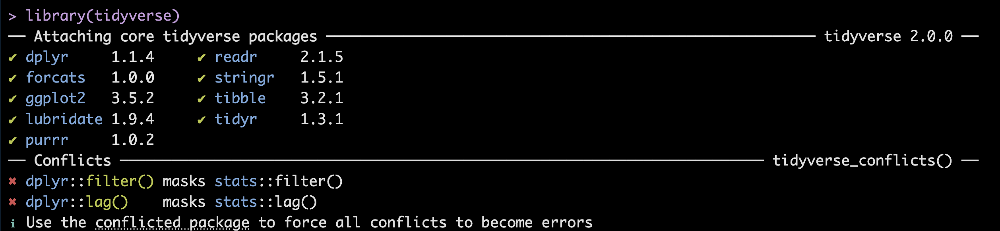 > library(tidyverse)
── Attaching core tidyverse packages ───────────────────────────────────────────────────────── tidyverse 2.0.0 ──
✔ dplyr     1.1.4     ✔ readr     2.1.5
✔ forcats   1.0.0     ✔ stringr   1.5.1
✔ ggplot2   3.5.2     ✔ tibble    3.2.1
✔ lubridate 1.9.4     ✔ tidyr     1.3.1
✔ purrr     1.0.2
── Conflicts ─────────────────────────────────────────────────────────────────────────── tidyverse_conflicts() ──
✖ dplyr::filter() masks stats::filter()
✖ dplyr::lag()    masks stats::lag()
ℹ Use the conflicted package to force all conflicts to become errors